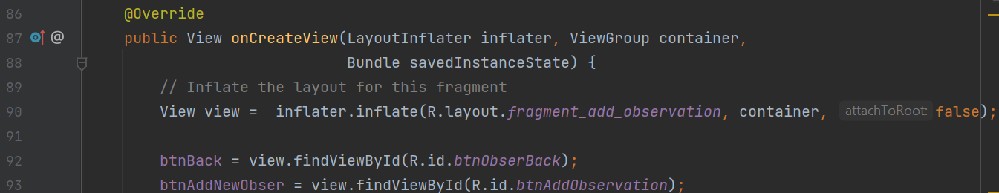 86 @Override
87 @ public View onCreateView(LayoutInflater inflater, ViewGroup container,
88 Bundle savedInstanceState) {
89 // Inflate the layout for this fragment
90 View view =  inflater.inflate(R.layout.fragment_add_observation, container, attachToRoot: false);
91
92 btnBack = view.findViewById(R.id.btnObserBack);
93 btnAddNewObser = view.findViewById(R.id.btnAddObservation);